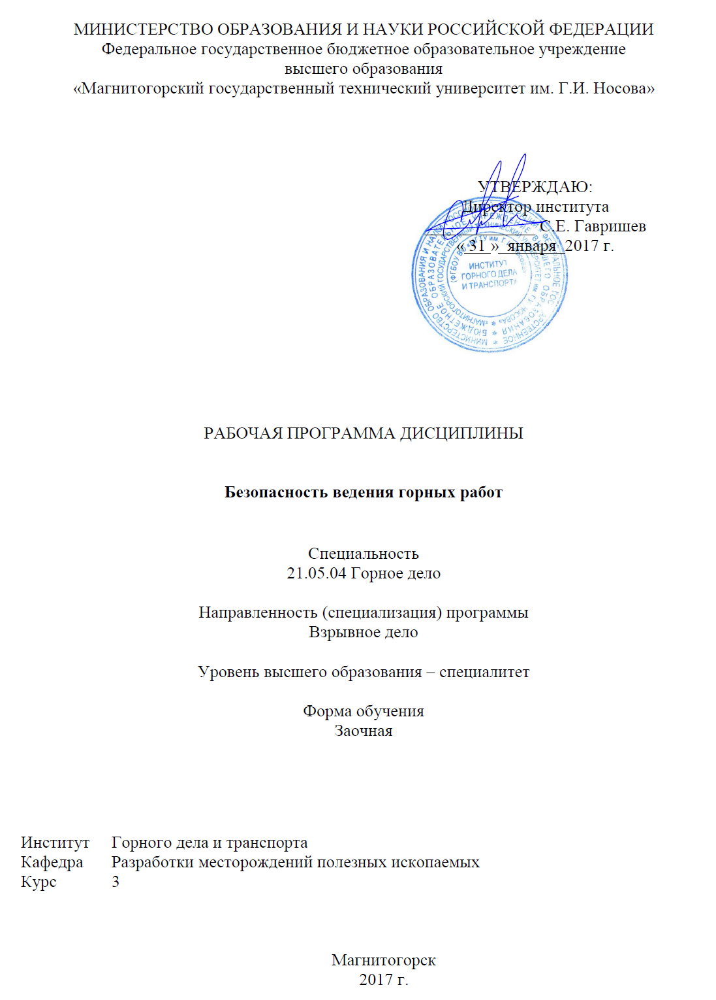 МИНИСТЕРСТВО ОБРАЗОВАНИЯ И НАУКИ РОССИЙСКОЙ ФЕДЕРАЦИИ
Федеральное государственное бюджетное образовательное учреждение
высшего образования
«Магнитогорский государственный технический университет им. Г.И. Носова»
УТВЕРЖДАЮ:
Директор института
С.Е. Гавришев
« 31 » января 2017 г.
ИНСТИТУТ
ГОРНОГО ДЕЛА
И ТРАНСПОРТА
РАБОЧАЯ ПРОГРАММА ДИСЦИПЛИНЫ
Безопасность ведения горных работ
Специальность
21.05.04 Горное дело
Направленность (специализация) программы
Взрывное дело
Уровень высшего образования – специалитет
Форма обучения
Заочная
Институт Горного дела и транспорта
Кафедра Разработки месторождений полезных ископаемых
Курс 3
Магнитогорск
2017 г.